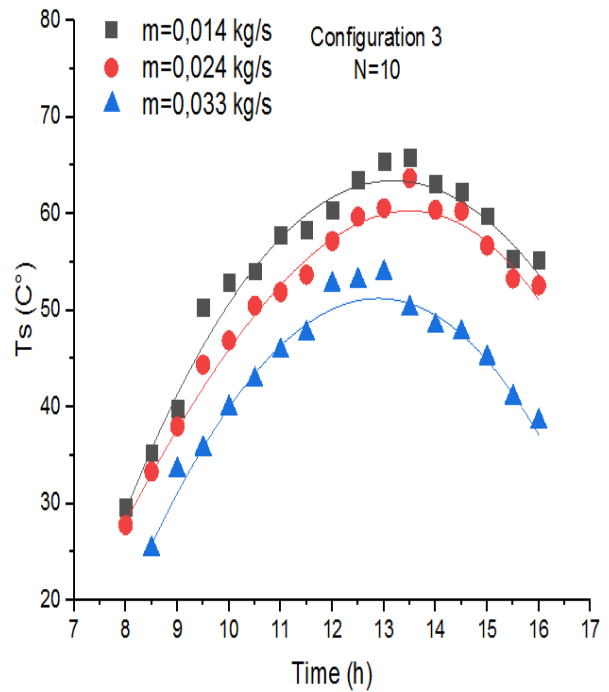 80
70
60
50
40
30
20
m=0,014 kg/s
m=0,024 kg/s
m=0,033 kg/s
Configuration 3
N=10
Ts (C°)
7 8 9 10 11 12 13 14 15 16 17
Time (h)